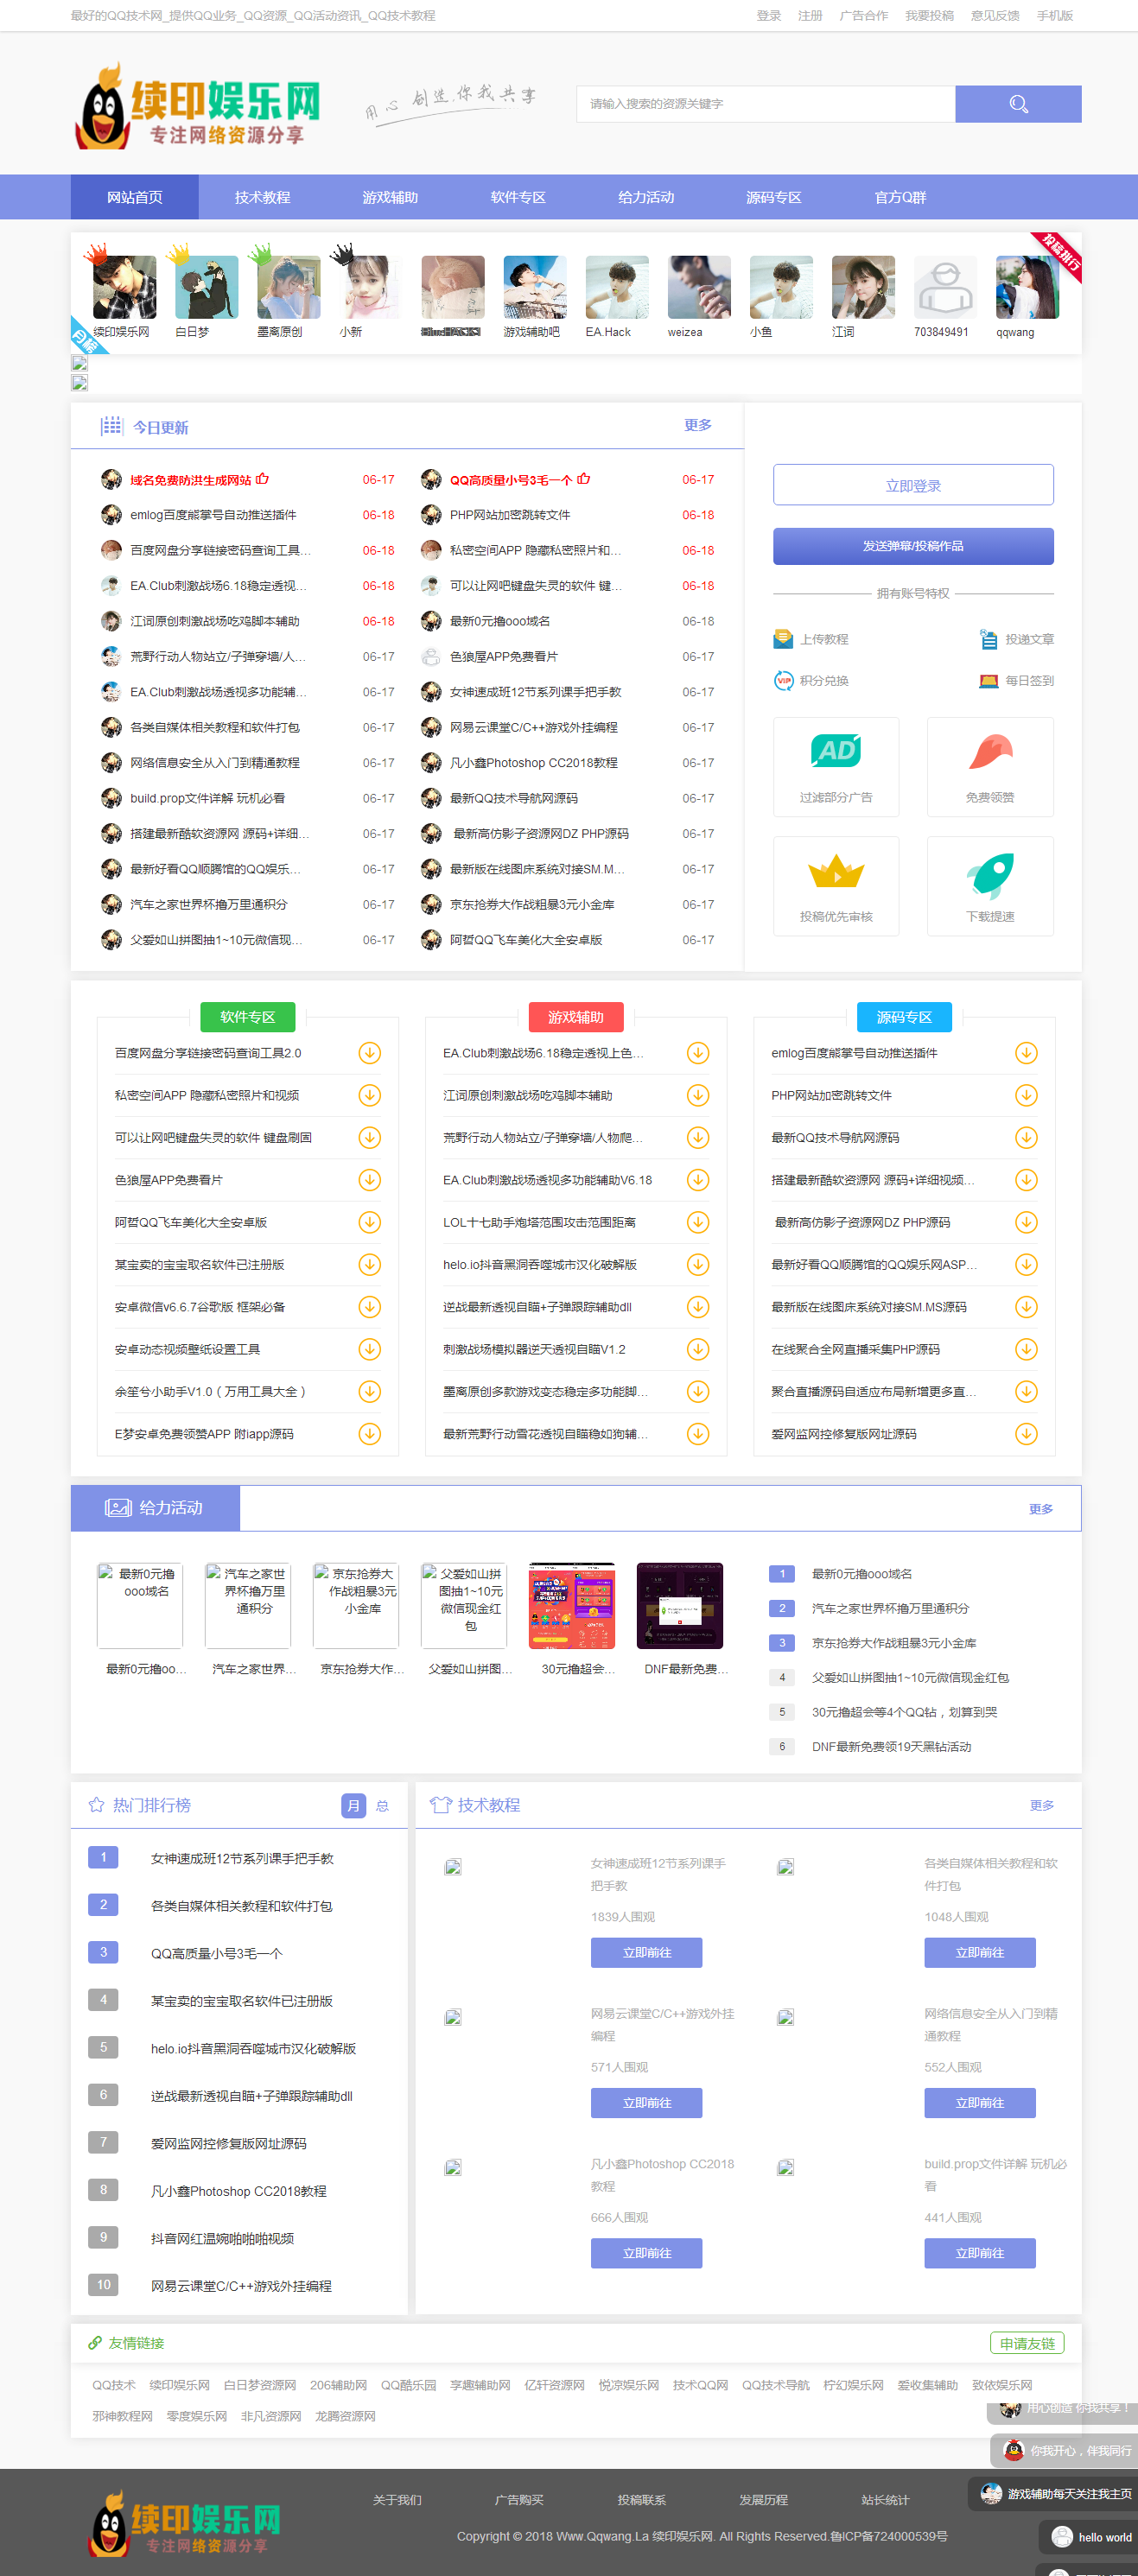 最好的QQ技术网_提供QQ业务_QQ资源_QQ活动资讯_QQ技术教程
登录 注册 广告合作 我要投稿 意见反馈 手机版
续印娱乐网
专注网络资源分享
用心 创造,你我共享
请输入搜索的资源关键字
网站首页 技术教程 游戏辅助 软件专区 给力活动 源码专区 官方Q群
投稿排行
月榜
续印娱乐网 白日梦 墨离原创 小新 游戏辅助吧 EA.Hack weizea 小鱼 江词 703849491 qqwang
今日更新 更多
域名免费防洪生成网站 06-17
QQ高质量小号3毛一个 06-17
emlog百度熊掌号自动推送插件 06-18
PHP网站加密跳转文件 06-18
百度网盘分享链接密码查询工具... 06-18
私密空间APP 隐藏私密照片和... 06-18
EA.Club刺激战场6.18稳定透视... 06-18
可以让网吧键盘失灵的软件 键... 06-18
江词原创刺激战场吃鸡脚本辅助 06-18
最新0元撸ooo域名 06-18
荒野行动人物站立/子弹穿墙/人... 06-17
色狼屋APP免费看片 06-17
EA.Club刺激战场透视多功能辅... 06-17
女神速成班12节系列课手把手教 06-17
各类自媒体相关教程和软件打包 06-17
网易云课堂C/C++游戏外挂编程 06-17
网络信息安全从入门到精通教程 06-17
凡小鑫Photoshop CC2018教程 06-17
build.prop文件详解 玩机必看 06-17
最新QQ技术导航网源码 06-17
搭建最新酷软资源网 源码+详细... 06-17
最新高仿影子资源网DZ PHP源码 06-17
最新好看QQ顺腾馆的QQ娱乐... 06-17
最新版在线图床系统对接SM.M... 06-17
汽车之家世界杯撸万里通积分 06-17
京东抢券大作战粗暴3元小金库 06-17
父爱如山拼图抽1~10元微信现... 06-17
阿晢QQ飞车美化大全安卓版 06-17
立即登录
发送弹幕/投稿作品
拥有账号特权
上传教程 投递文章
VIP 积分兑换 每日签到
AD
过滤部分广告 免费领赞
投稿优先审核 下载提速
软件专区
百度网盘分享链接密码查询工具2.0
私密空间APP 隐藏私密照片和视频
可以让网吧键盘失灵的软件 键盘刷固
色狼屋APP免费看片
阿晢QQ飞车美化大全安卓版
某宝卖的宝宝取名软件已注册版
安卓微信v6.6.7谷歌版 框架必备
安卓动态视频壁纸设置工具
余笙兮小助手V1.0（万用工具大全）
E梦安卓免费领赞APP 附iapp源码
游戏辅助
EA.Club刺激战场6.18稳定透视上色...
江词原创刺激战场吃鸡脚本辅助
荒野行动人物站立/子弹穿墙/人物爬...
EA.Club刺激战场透视多功能辅助V6.18
LOL十七助手炮塔范围攻击范围距离
helo.io抖音黑洞吞噬城市汉化破解版
逆战最新透视自瞄+子弹跟踪辅助dll
刺激战场模拟器逆天透视自瞄V1.2
墨离原创多款游戏变态稳定多功能脚...
最新荒野行动雪花透视自瞄稳如狗辅...
源码专区
emlog百度熊掌号自动推送插件
PHP网站加密跳转文件
最新QQ技术导航网源码
搭建最新酷软资源网 源码+详细视频...
最新高仿影子资源网DZ PHP源码
最新好看QQ顺腾馆的QQ娱乐网ASP...
最新版在线图床系统对接SM.MS源码
在线聚合全网直播采集PHP源码
聚合直播源码自适应布局新增更多直...
爱网监网控修复版网址源码
给力活动 更多
最新0元撸ooo域名
汽车之家世界杯撸万里通积分
京东抢券大作战粗暴3元小金库
父爱如山拼图抽1~10元微信现金红包
最新0元撸oo... 汽车之家世界... 京东抢券大作... 父爱如山拼图... 30元撸超会... DNF最新免费...
1 最新0元撸ooo域名
2 汽车之家世界杯撸万里通积分
3 京东抢券大作战粗暴3元小金库
4 父爱如山拼图抽1~10元微信现金红包
5 30元撸超会等4个QQ钻，划算到哭
6 DNF最新免费领19天黑钻活动
热门排行榜 月 总
1 女神速成班12节系列课手把手教
2 各类自媒体相关教程和软件打包
3 QQ高质量小号3毛一个
4 某宝卖的宝宝取名软件已注册版
5 helo.io抖音黑洞吞噬城市汉化破解版
6 逆战最新透视自瞄+子弹跟踪辅助dll
7 爱网监网控修复版网址源码
8 凡小鑫Photoshop CC2018教程
9 抖音网红温婉啪啪啪视频
10 网易云课堂C/C++游戏外挂编程
技术教程 更多
女神速成班12节系列课手把手教
1839人围观
立即前往
各类自媒体相关教程和软件打包
1048人围观
立即前往
网易云课堂C/C++游戏外挂编程
571人围观
立即前往
网络信息安全从入门到精通教程
552人围观
立即前往
凡小鑫Photoshop CC2018教程
666人围观
立即前往
build.prop文件详解 玩机必看
441人围观
立即前往
友情链接 申请友链
QQ技术 续印娱乐网 白日梦资源网 206辅助网 QQ酷乐园 享趣辅助网 亿轩资源网 悦凉娱乐网 技术QQ网 QQ技术导航 柠幻娱乐网 爱收集辅助 致依娱乐网
邪神教程网 零度娱乐网 非凡资源网 龙腾资源网
用心创造 你我共享！
你我开心，伴我同行
游戏辅助每天关注我主页
hello world
续印娱乐网
专注网络资源分享
关于我们 广告购买 投稿联系 发展历程 站长统计
Copyright © 2018 Www.Qqwang.La 续印娱乐网. All Rights Reserved.鲁ICP备724000539号